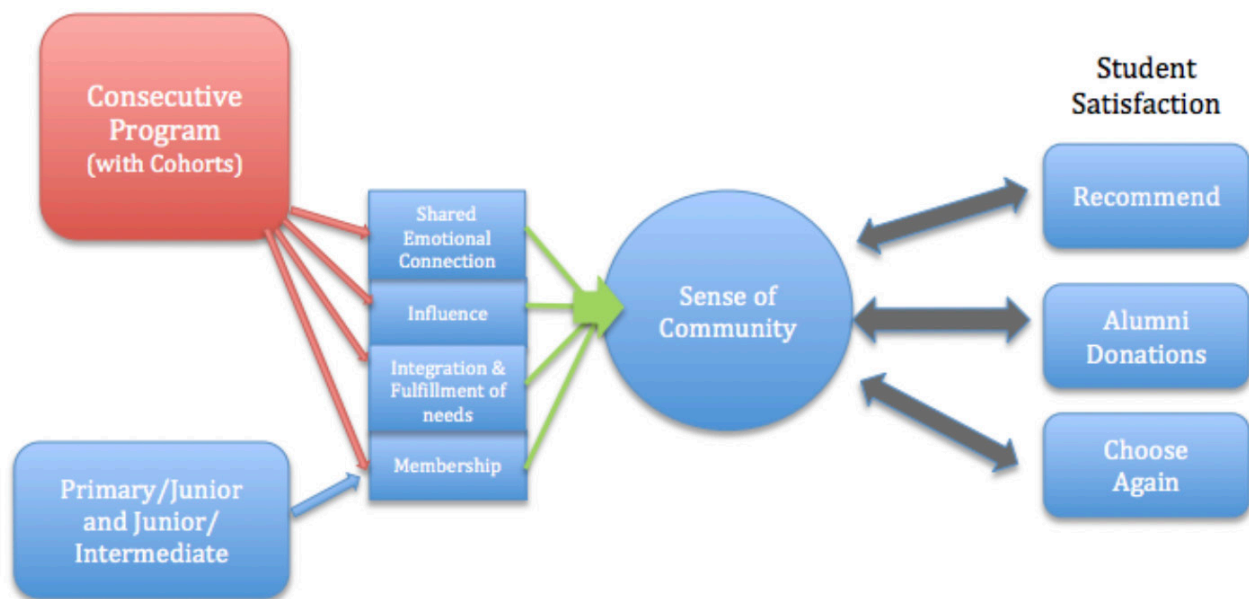 Consecutive
Program
(with Cohorts)
Primary/Junior
and Junior/
Intermediate
Shared
Emotional
Connection
Influence
Integration &
Fulfillment of
needs
Membership
Sense of
Community
Student
Satisfaction
Recommend
Alumni
Donations
Choose
Again